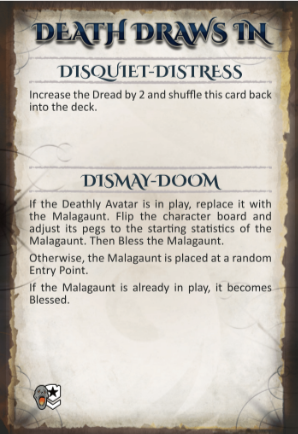 DEATH DRAWS IN
DISQUIET-DISTRESS
Increase the Dread by 2 and shuffle this card back
into the deck.
DISMAY-DOOM
If the Deathly Avatar is in play, replace it with
the Malagaunt. Flip the character board and
adjust its pegs to the starting statistics of the
Malagaunt. Then Bless the Malagaunt.
Otherwise, the Malagaunt is placed at a random
Entry Point.
If the Malagaunt is already in play, it becomes
Blessed.